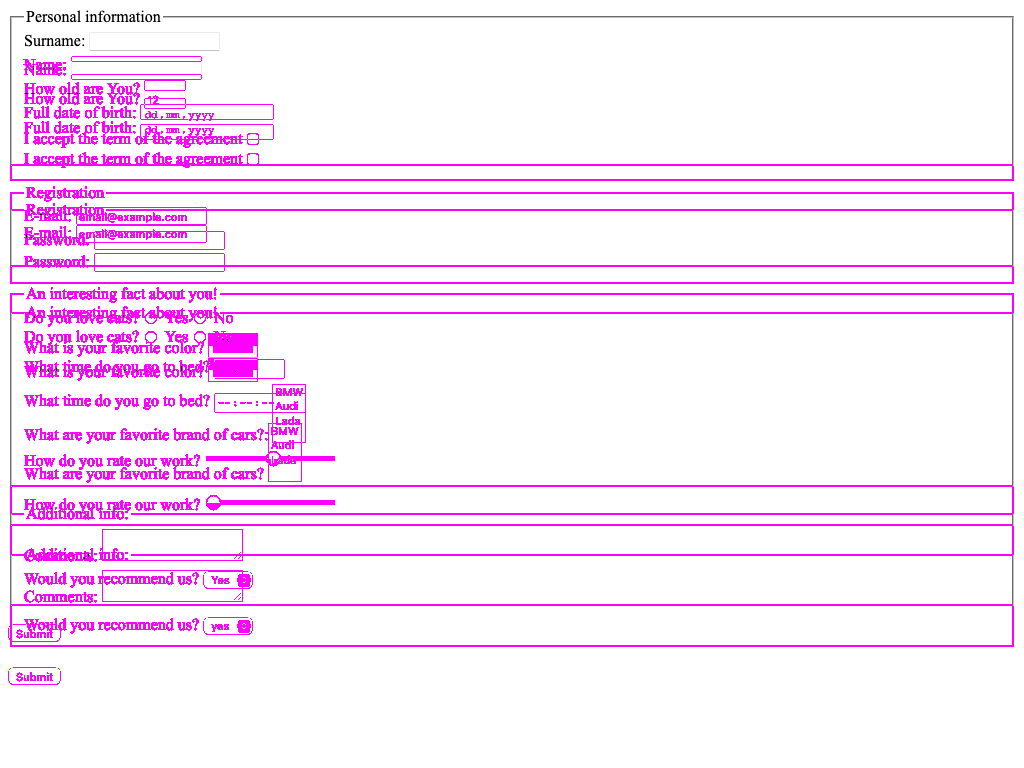 Personal information
Surname:
Name:
Name:
How old are You?
How old are You? 12
Full date of birth: dd.mm.yyyy
Full date of birth: dd.mm.yyyy
I accept the term of the agreement
I accept the term of the agreement
Registration
Registration
E-mail: email@example.com
E-mail: email@example.com
Password:
Password:
An interesting fact about you!
An interesting fact about you!
Do you love cats? Yes No
Do you love cats? Yes No
What is your favorite color?
What time do you go to bed?
What is your favorite color?
What time do you go to bed? --:--:--
BMW
Audi
Lada
What are your favorite brand of cars?:
BMW
Audi
Lada
How do you rate our work?
What are your favorite brand of cars?
How do you rate our work?
Additional info:
Additional info:
Comments:
Would you recommend us? Yes
Comments:
Would you recommend us? yes
Submit
Submit